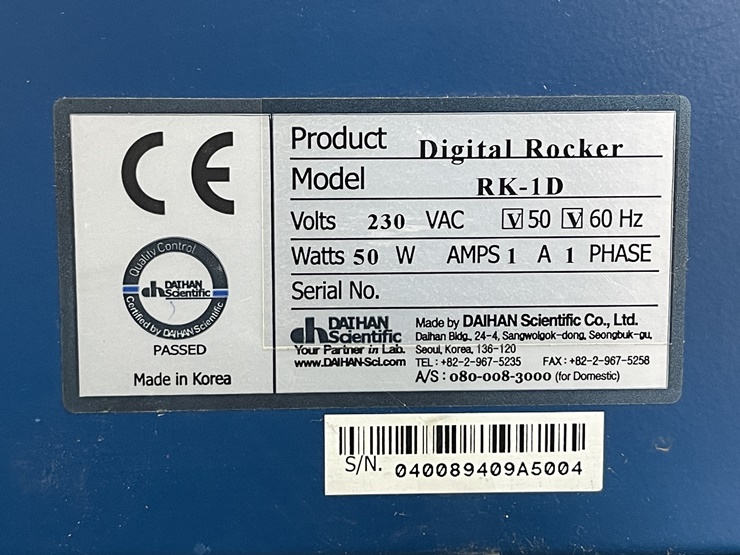 CE
Quality Control
DAIHAN
dh Scientific
Certified by DAIHAN Scientific
PASSED
Made in Korea
Product Digital Rocker
Model RK-1D
Volts 230 VAC V 50 V 60 Hz
Watts 50 W AMPS 1 A 1 PHASE
Serial No.
DAIHAN
dh Scientific
Your Partner in Lab.
www.DAIHAN-Sci.com
Made by DAIHAN Scientific Co., Ltd.
Daihan Bldg., 24-4, Sangwolgok-dong, Seongbuk-gu,
Seoul, Korea, 136-120
TEL : +82-2-967-5235 FAX : +82-2-967-5258
A/S : 080-008-3000 (for Domestic)
S/N. 040089409A5004